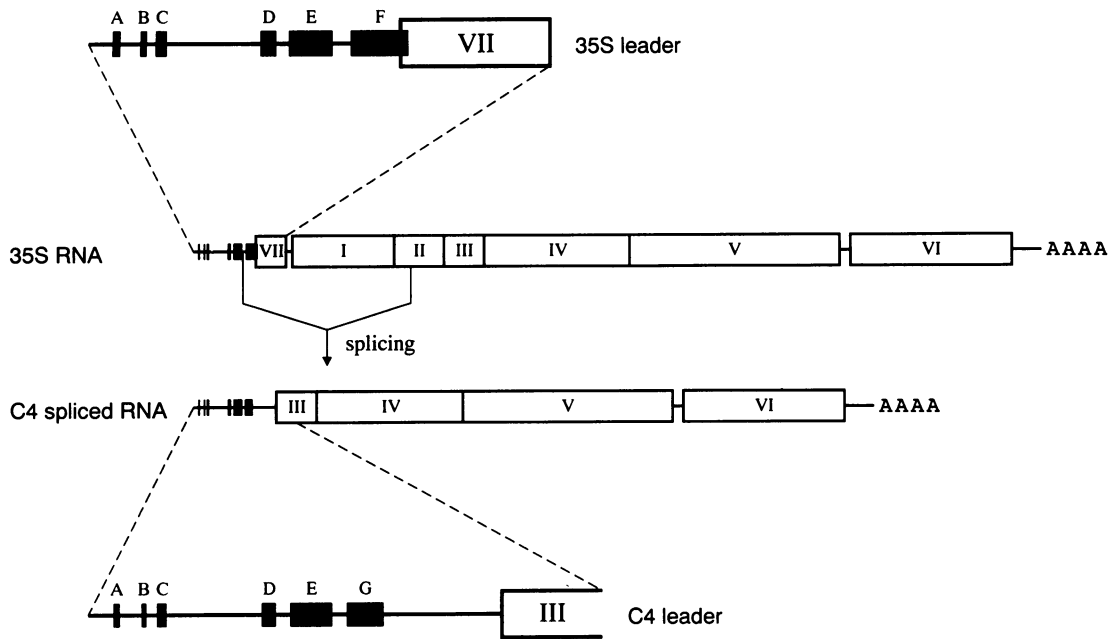 A B C D E F
VII
35S leader
35S RNA
VII I II III IV V VI AAAA
splicing
C4 spliced RNA
III IV V VI AAAA
A B C D E G
III
C4 leader